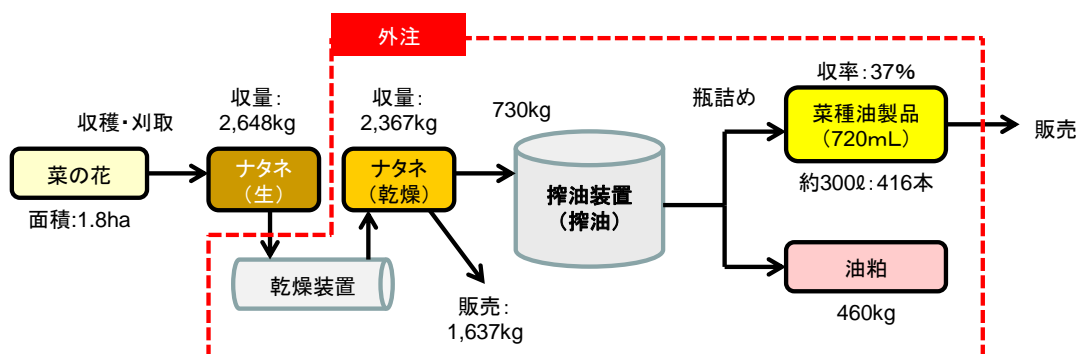 外注
収穫・刈取
菜の花
面積:1.8ha
収量:
2,648kg
ナタネ
(生)
乾燥装置
収量:
2,367kg
ナタネ
(乾燥)
販売:
1,637kg
730kg
搾油装置
(搾油)
瓶詰め
収率:37%
菜種油製品
(720mL)
約300ℓ:416本
販売
油粕
460kg